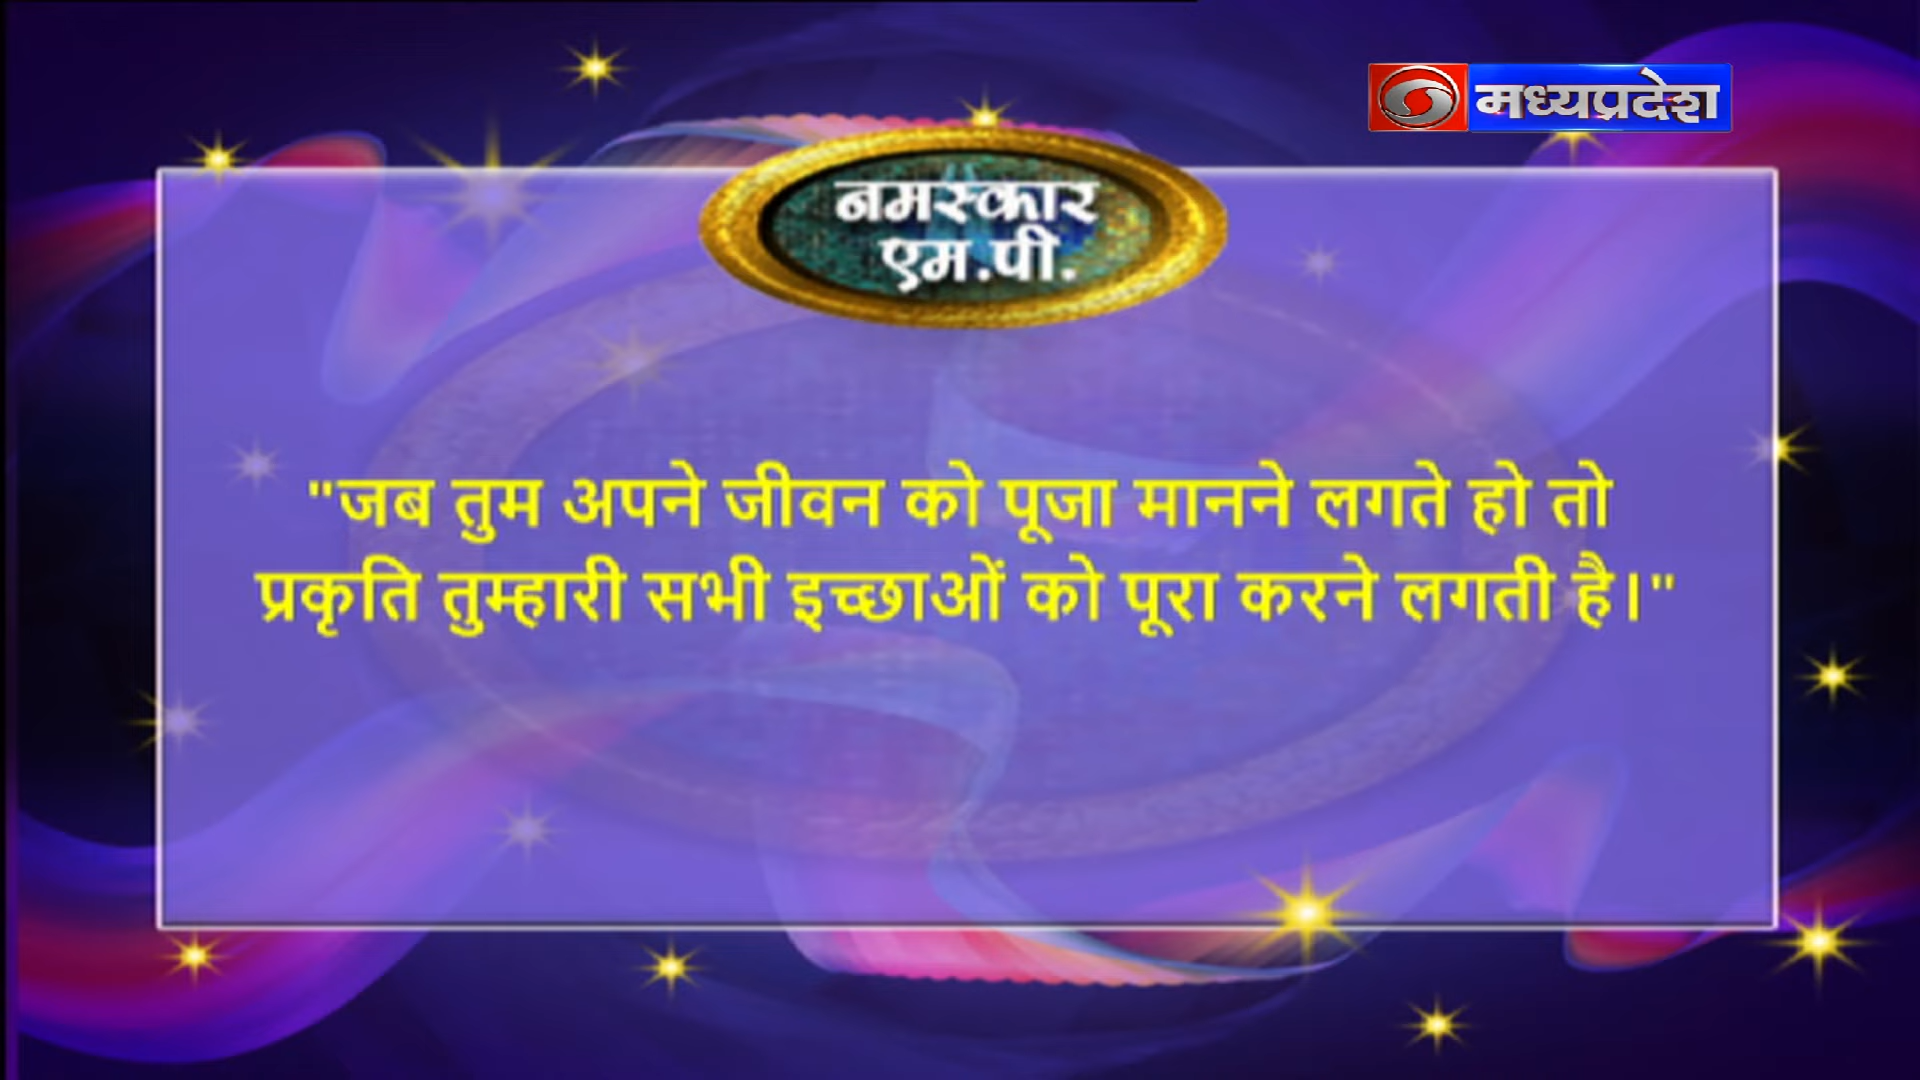 मध्यप्रदेश
नमस्कार
एम.पी.
"जब तुम अपने जीवन को पूजा मानने लगते हो तो
प्रकृति तुम्हारी सभी इच्छाओं को पूरा करने लगती है।"